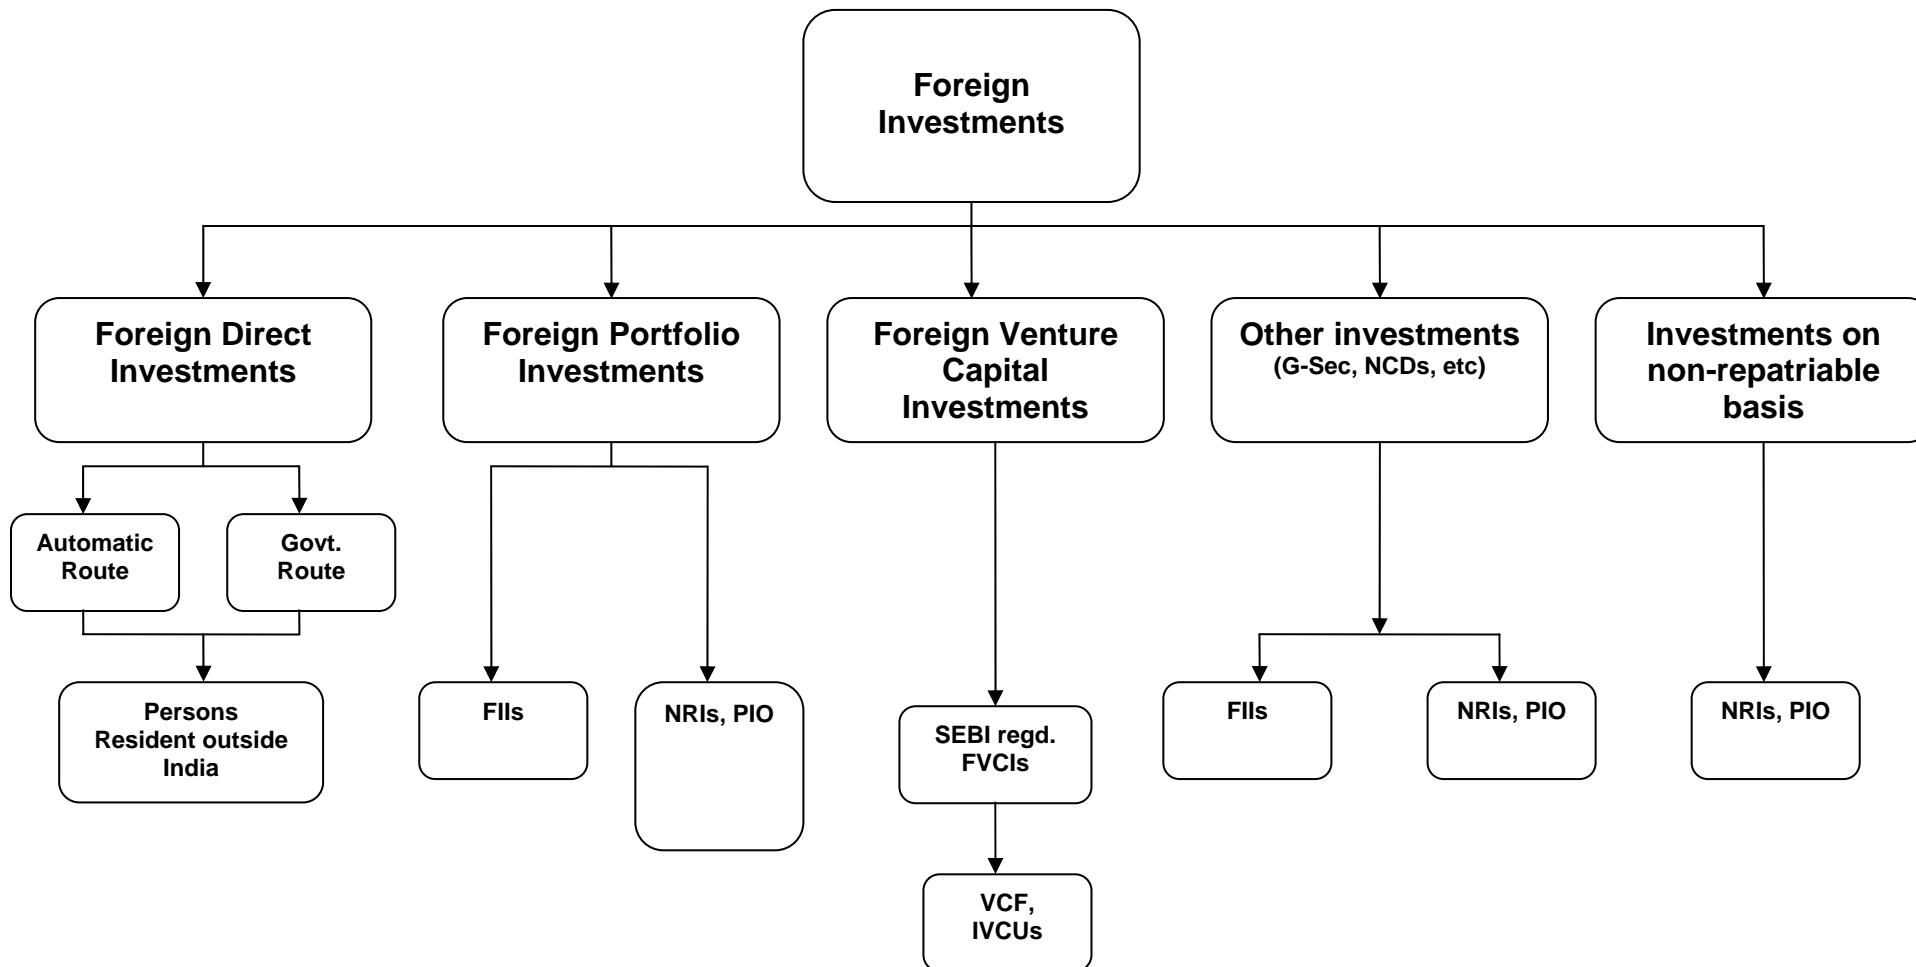 Foreign
Investments
Foreign Direct
Investments
Foreign Portfolio
Investments
Foreign Venture
Capital
Investments
Other investments
(G-Sec, NCDs, etc)
Investments on
non-repatriable
basis
Automatic
Route
Govt.
Route
Persons
Resident outside
India
FIIs
NRIs, PIO
SEBI regd.
FVCIs
FIIs
NRIs, PIO
NRIs, PIO
VCF,
IVCUs